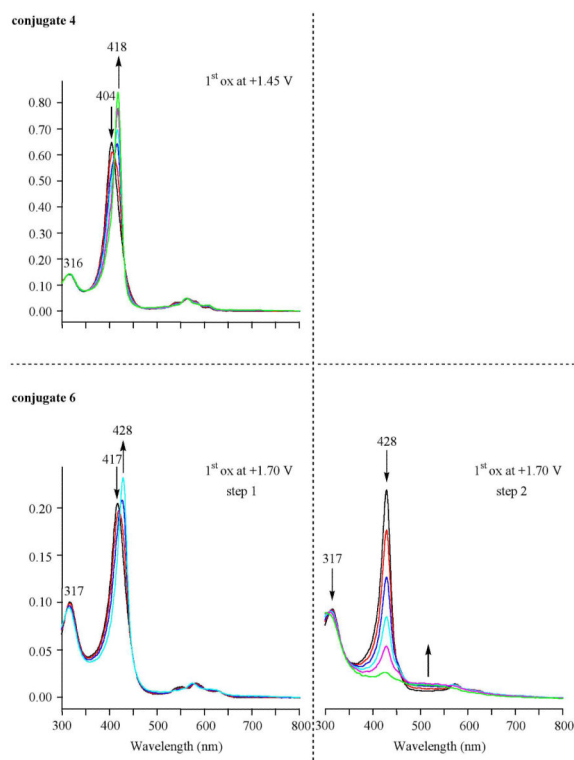 conjugate 4
418
1st ox at +1.45 V
404
0.80
0.70
0.60
0.50
0.40
0.30
316
0.20
0.10
0.00
conjugate 6
428
417
1st ox at +1.70 V
step 1
0.20
0.15
317
0.10
0.05
0.00
300 400 500 600 700 800
Wavelength (nm)
428
1st ox at +1.70 V
step 2
317
300 400 500 600 700 800
Wavelength (nm)